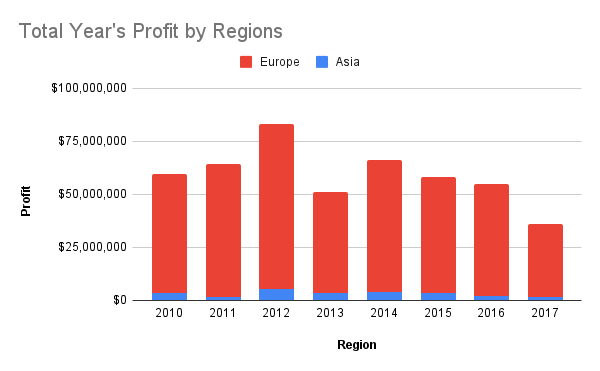 Total Year's Profit by Regions
Europe Asia
$100,000,000
$75,000,000
$50,000,000
$25,000,000
$0
Profit
2010 2011 2012 2013 2014 2015 2016 2017
Region